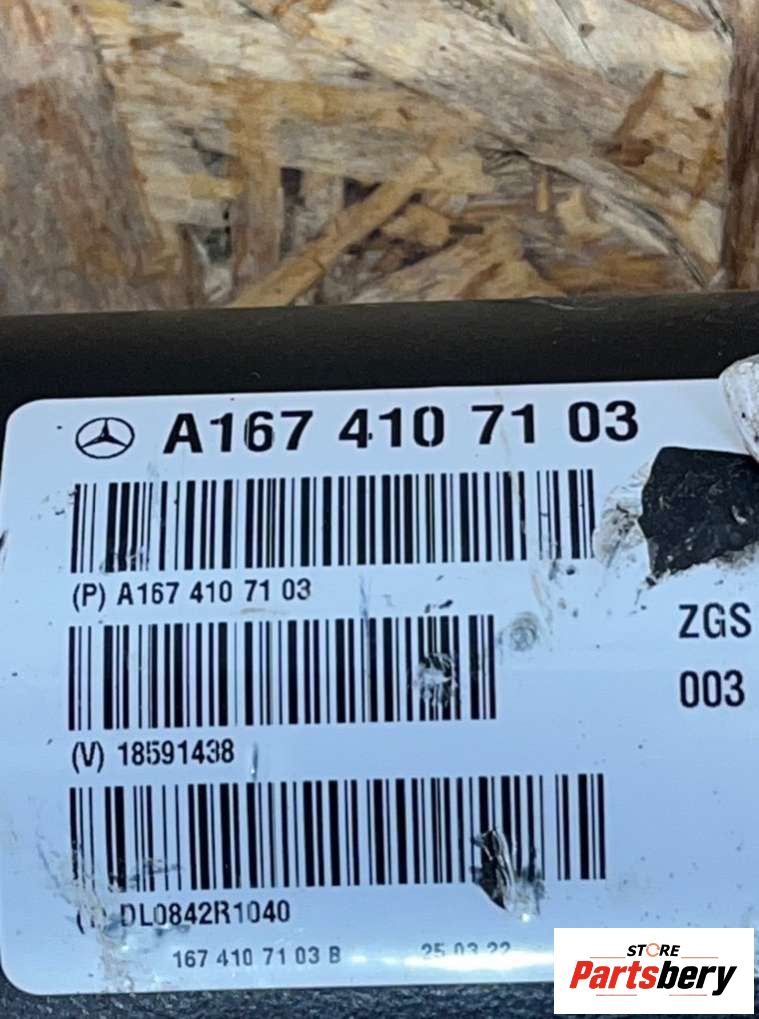 A167 410 71 03
(P) A167 410 71 03
ZGS
003
(V) 18591438
DL0842R1040
167 410 71 03 B 25.03.22
STORE
Partsbery